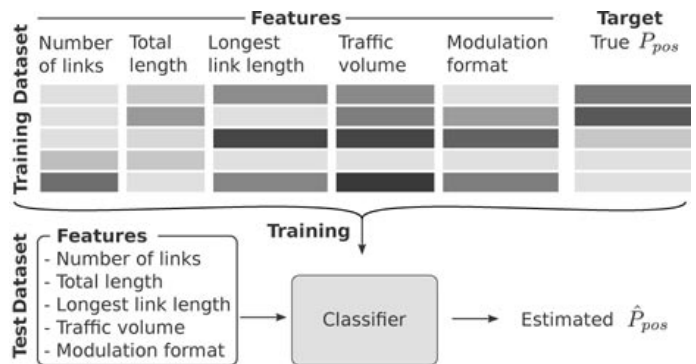 Features Target
Number of links Total length Longest link length Traffic volume Modulation format True P_pos
Training Dataset
Training
Test Dataset
Features
- Number of links
- Total length
- Longest link length
- Traffic volume
- Modulation format
Classifier
Estimated P̂_pos